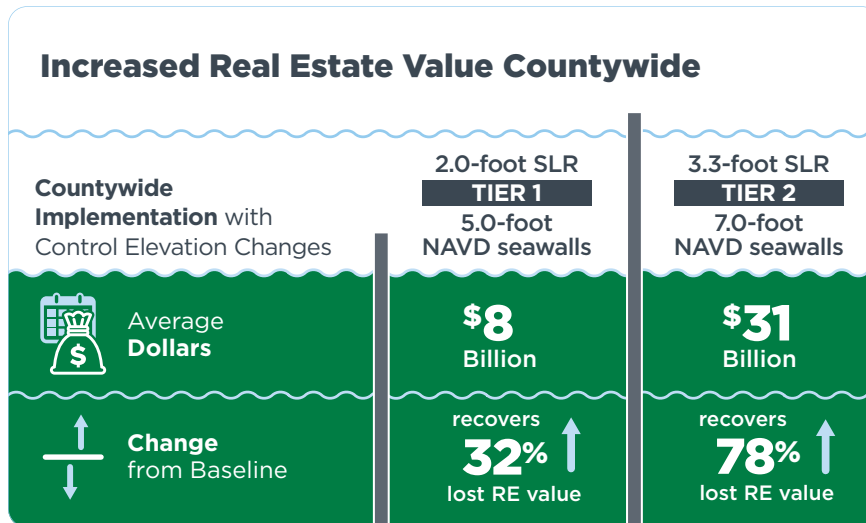 Increased Real Estate Value Countywide
Countywide
Implementation with
Control Elevation Changes
2.0-foot SLR
TIER 1
5.0-foot
NAVD seawalls
3.3-foot SLR
TIER 2
7.0-foot
NAVD seawalls
$
Average
Dollars
$8
Billion
$31
Billion
Change
from Baseline
recovers
32%
lost RE value
recovers
78%
lost RE value